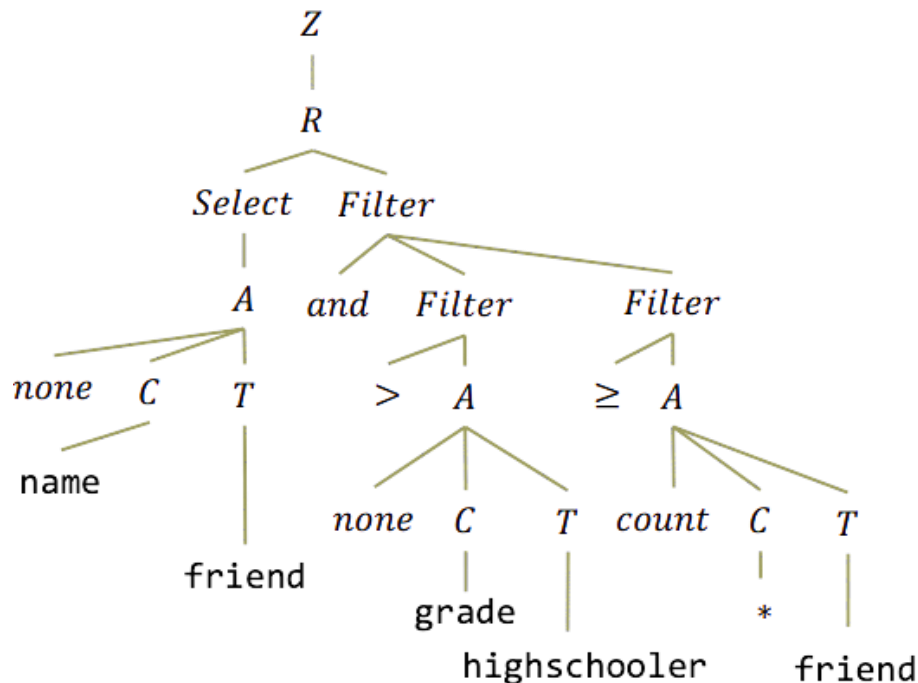 Z
R
Select Filter
A and Filter Filter
none C T > A ≥ A
name
none C T count C T
friend
grade *
highschooler friend